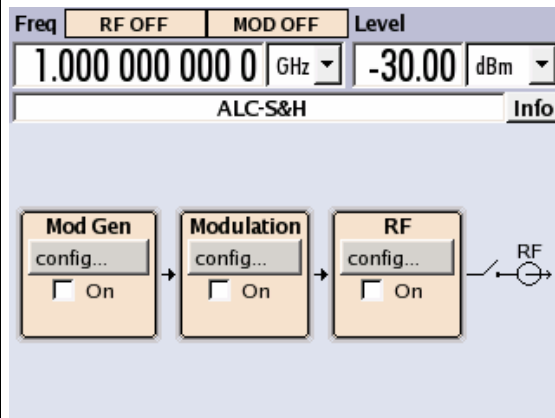 Freq RF OFF MOD OFF Level
1.000 000 000 0 GHz -30.00 dBm
ALC-S&H Info
Mod Gen Modulation RF
config... config... config... RF
On On On